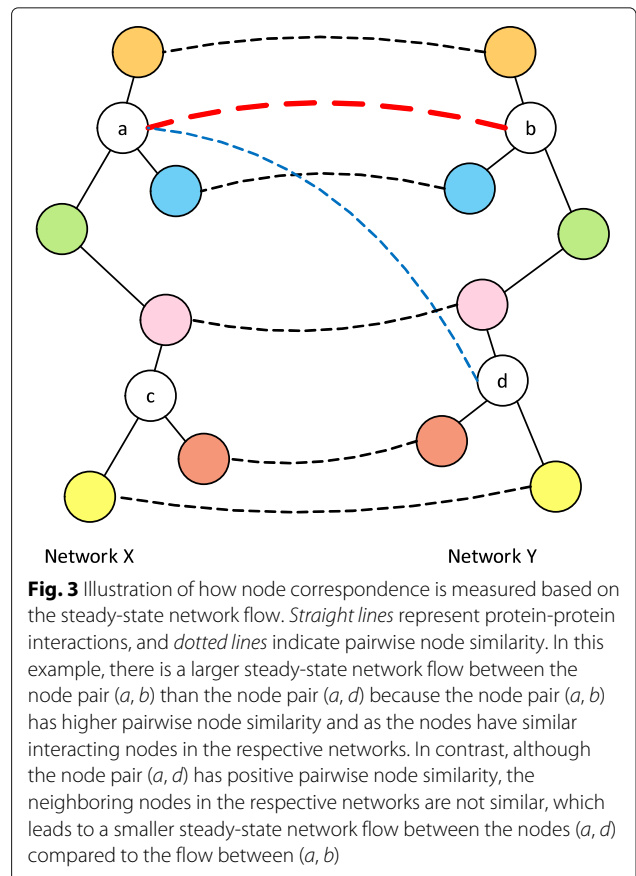 a
b
c
d
Network X
Network Y
Fig. 3 Illustration of how node correspondence is measured based on
the steady-state network flow. Straight lines represent protein-protein
interactions, and dotted lines indicate pairwise node similarity. In this
example, there is a larger steady-state network flow between the
node pair (a, b) than the node pair (a, d) because the node pair (a, b)
has higher pairwise node similarity and as the nodes have similar
interacting nodes in the respective networks. In contrast, although
the node pair (a, d) has positive pairwise node similarity, the
neighboring nodes in the respective networks are not similar, which
leads to a smaller steady-state network flow between the nodes (a, d)
compared to the flow between (a, b)